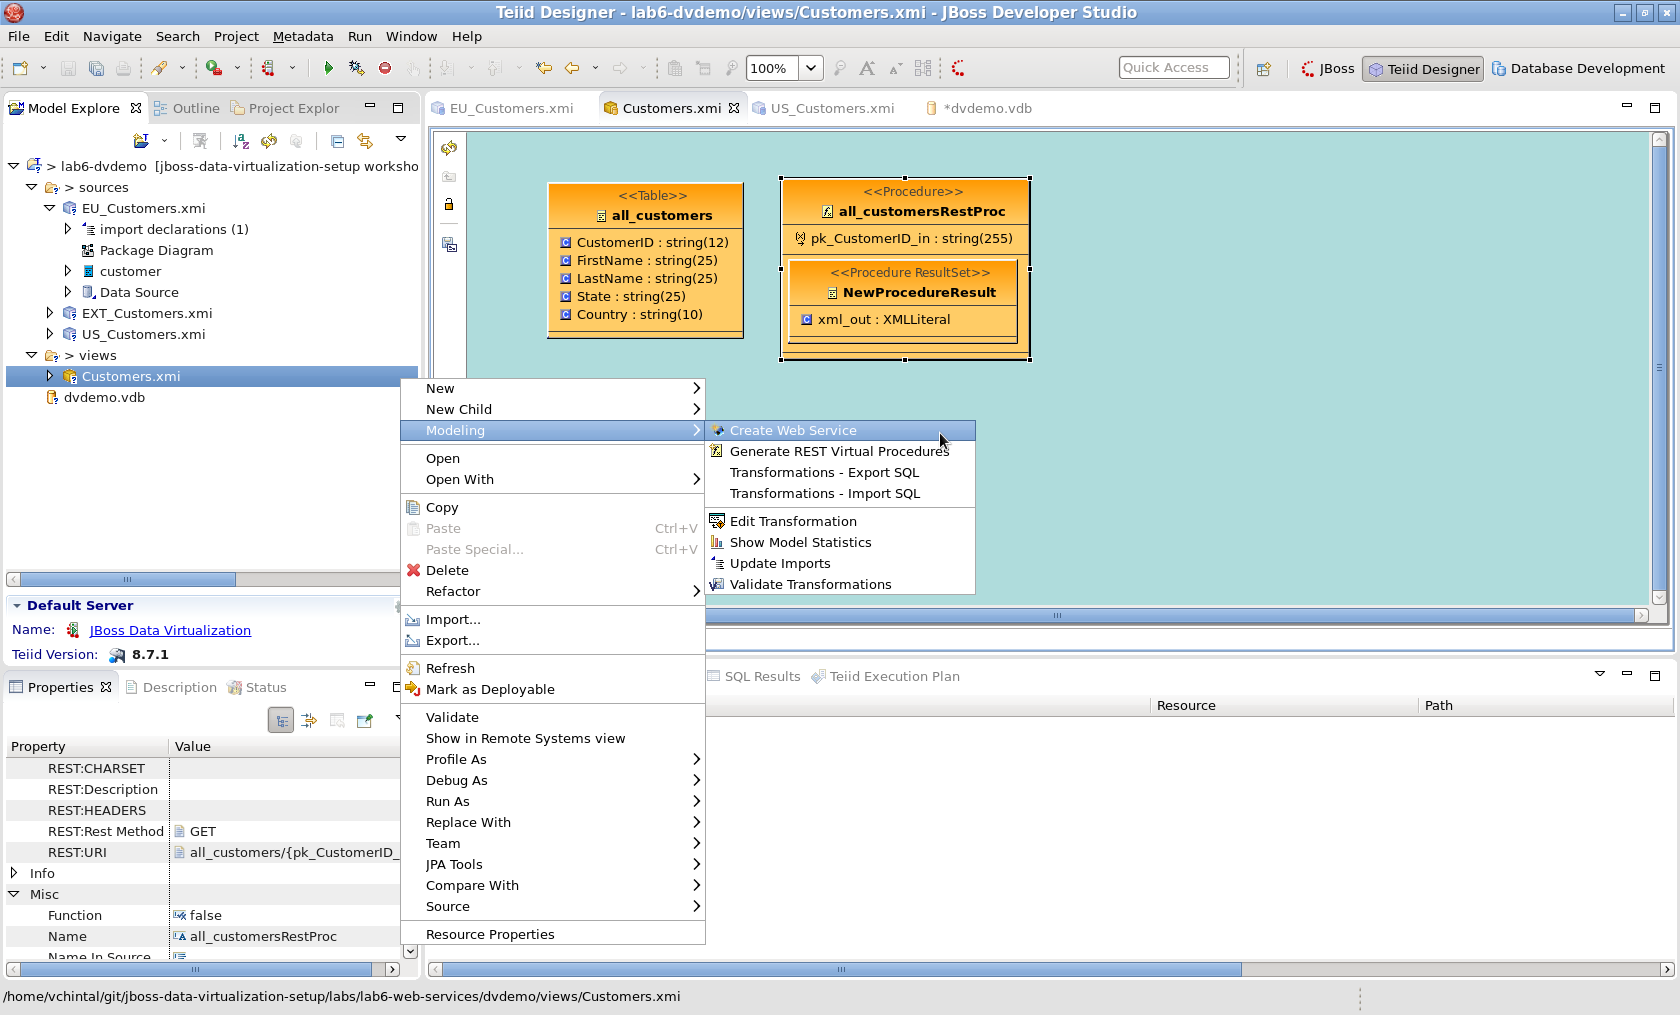 Teiid Designer - lab6-dvdemo/views/Customers.xmi - JBoss Developer Studio
File Edit Navigate Search Project Metadata Run Window Help
100%
Quick Access
JBoss
Teiid Designer
Database Development
Model Explore
Outline
Project Explor
> lab6-dvdemo [jboss-data-virtualization-setup worksho
> sources
EU_Customers.xmi
import declarations (1)
Package Diagram
customer
Data Source
EXT_Customers.xmi
US_Customers.xmi
> views
Customers.xmi
dvdemo.vdb
EU_Customers.xmi
Customers.xmi
US_Customers.xmi
*dvdemo.vdb
<<Table>>
all_customers
CustomerID : string(12)
FirstName : string(25)
LastName : string(25)
State : string(25)
Country : string(10)
<<Procedure>>
all_customersRestProc
pk_CustomerID_in : string(255)
<<Procedure ResultSet>>
NewProcedureResult
xml_out : XMLLiteral
New
New Child
Modeling
Open
Open With
Copy
Paste Ctrl+V
Paste Special... Ctrl+V
Delete
Refactor
Import...
Export...
Refresh
Mark as Deployable
Validate
Show in Remote Systems view
Profile As
Debug As
Run As
Replace With
Team
JPA Tools
Compare With
Source
Resource Properties
Create Web Service
Generate REST Virtual Procedures
Transformations - Export SQL
Transformations - Import SQL
Edit Transformation
Show Model Statistics
Update Imports
Validate Transformations
Default Server
Name: JBoss Data Virtualization
Teiid Version: 8.7.1
Properties
Description
Status
Property Value
REST:CHARSET
REST:Description
REST:HEADERS
REST:Rest Method GET
REST:URI all_customers/{pk_CustomerID_
Info
Misc
Function false
Name all_customersRestProc
Name In Source
SQL Results
Teiid Execution Plan
Resource
Path
/home/vchintal/git/jboss-data-virtualization-setup/labs/lab6-web-services/dvdemo/views/Customers.xmi